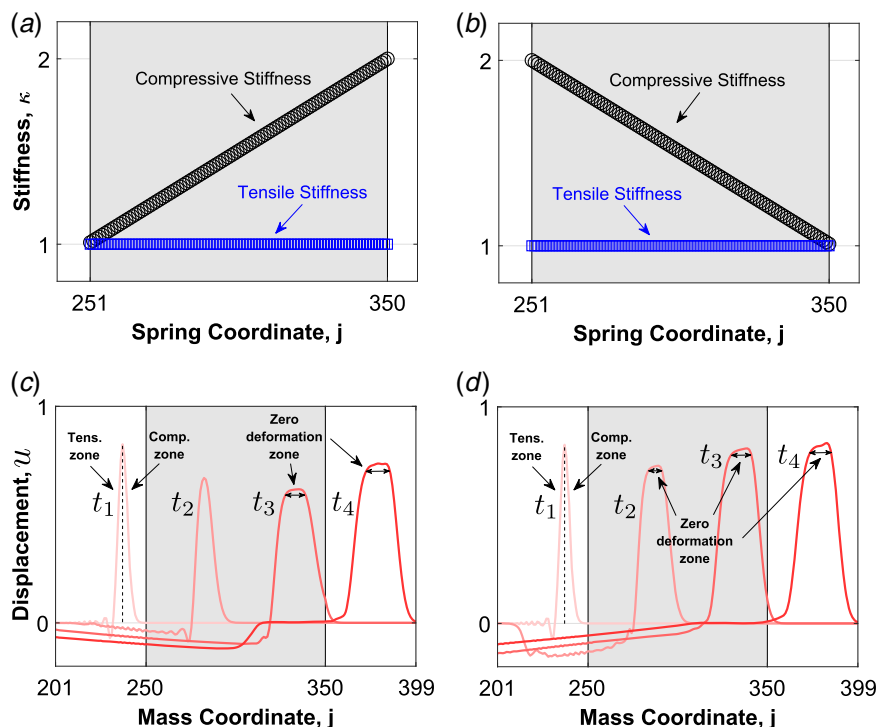 (a)
2
Compressive Stiffness
Stiffness, κ
Tensile Stiffness
1
251
350
Spring Coordinate, j
(b)
2
Compressive Stiffness
Tensile Stiffness
1
251
350
Spring Coordinate, j
(c)
1
Tens. zone
Comp. zone
Zero deformation zone
t1
t2
t3
t4
Displacement, u
0
201
250
350
399
Mass Coordinate, j
(d)
1
Tens. zone
Comp. zone
t1
t2
t3
t4
Zero deformation zone
0
201
250
350
399
Mass Coordinate, j